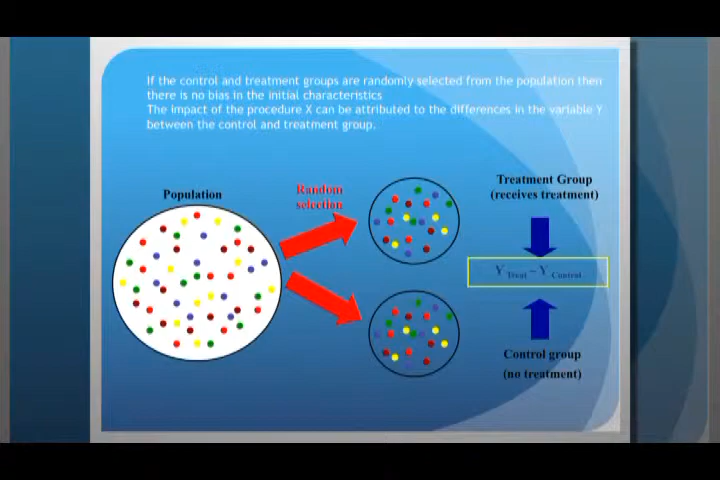 If the control and treatment groups are randomly selected from the population then
there is no bias in the initial characteristics
The impact of the procedure X can be attributed to the differences in the variable Y
between the control and treatment group.
Population
Random
selection
Treatment Group
(receives treatment)
Y Treat – Y Control
Control group
(no treatment)